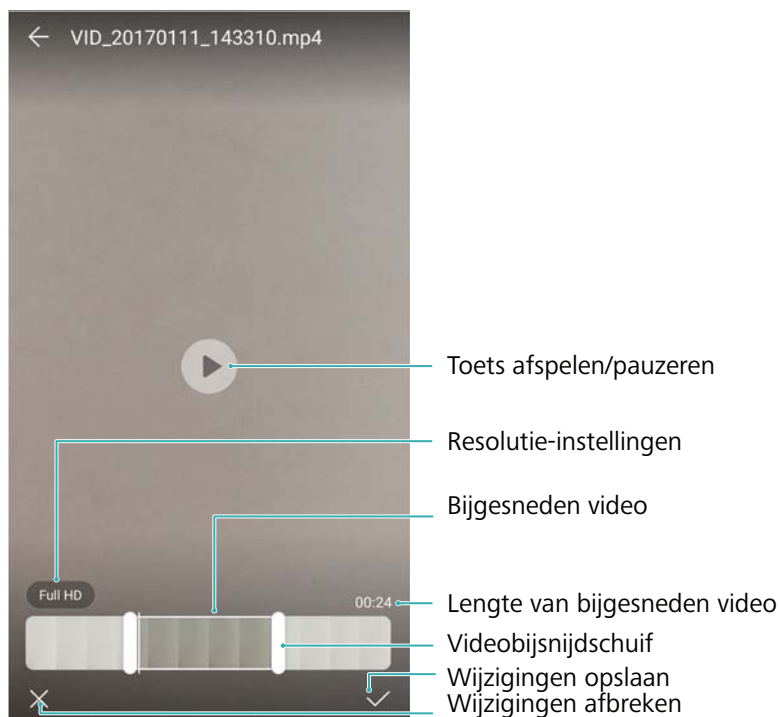 VID_20170111_143310.mp4
Toets afspelen/pauzeren
Resolutie-instellingen
Bijgesneden video
Full HD
00:24
Lengte van bijgesneden video
Videobijsnijdschuif
Wijzigingen opslaan
Wijzigingen afbreken